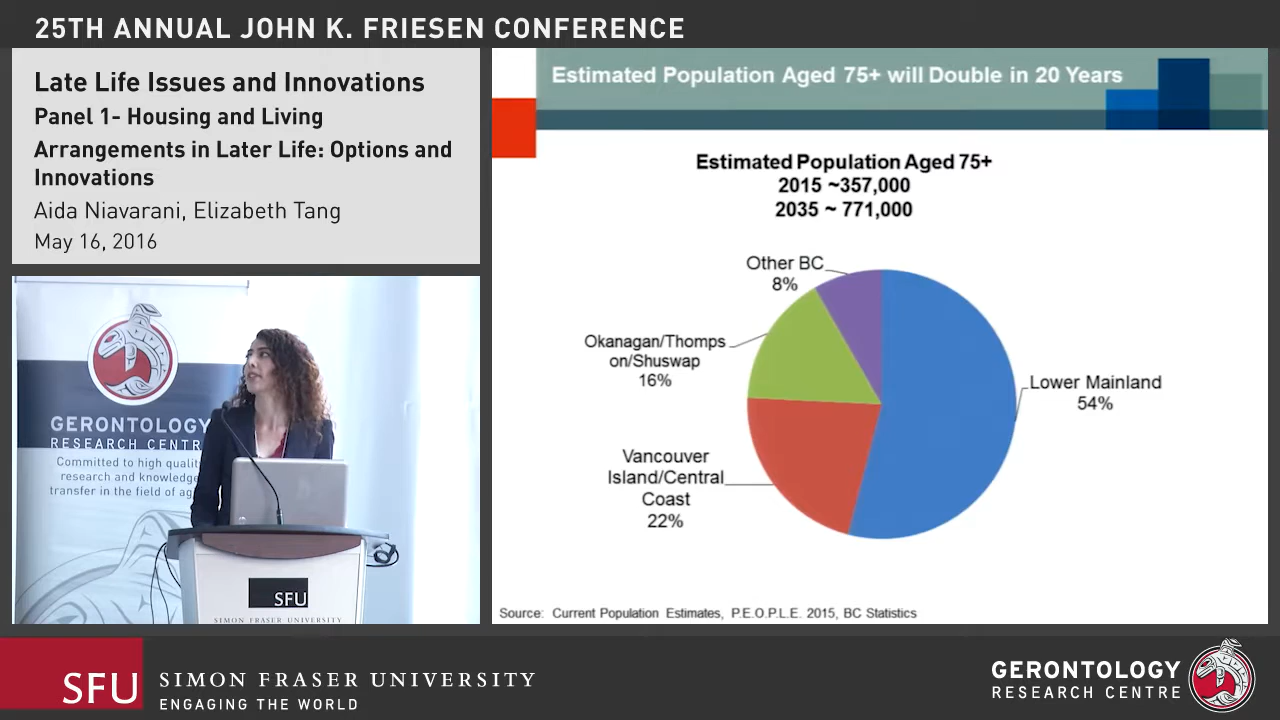 25TH ANNUAL JOHN K. FRIESEN CONFERENCE
Late Life Issues and Innovations
Panel 1- Housing and Living
Arrangements in Later Life: Options and
Innovations
Aida Niavarani, Elizabeth Tang
May 16, 2016
GERONTOLOGY
RESEARCH CENTR
Committed to high qualit
research and knowledge
transfer in the field of ag
SFU
SIMON FRASER UNIVERSITY
Estimated Population Aged 75+ will Double in 20 Years
Estimated Population Aged 75+
2015 ~357,000
2035 ~ 771,000
Other BC
8%
Okanagan/Thomps
on/Shuswap
16%
Lower Mainland
54%
Vancouver
Island/Central
Coast
22%
Source: Current Population Estimates, P.E.O.P.L.E. 2015, BC Statistics
SFU
SIMON FRASER UNIVERSITY
ENGAGING THE WORLD
GERONTOLOGY
RESEARCH CENTRE